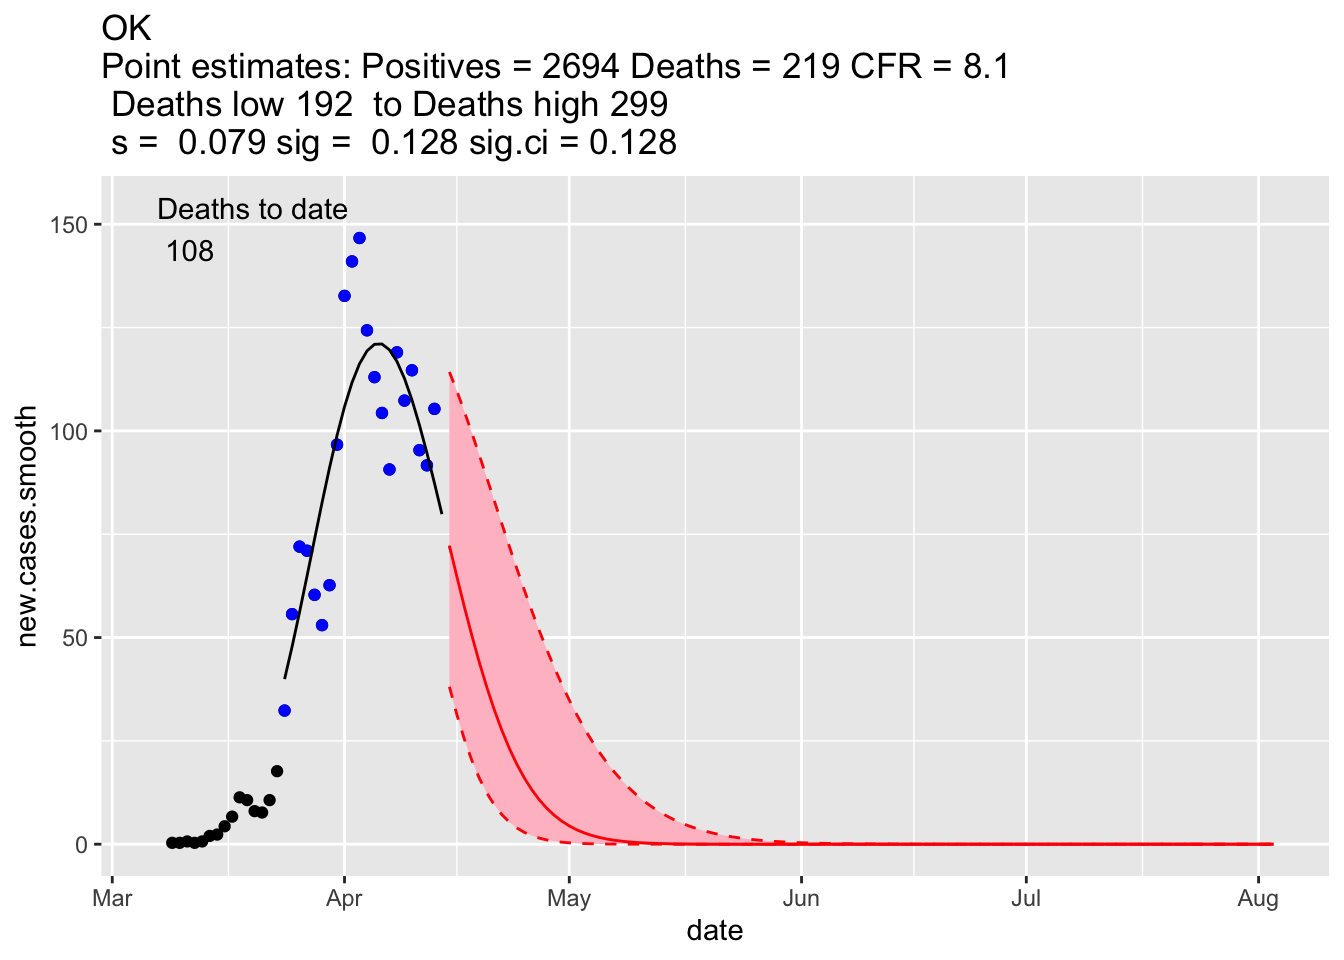 OK
Point estimates: Positives = 2694 Deaths = 219 CFR = 8.1
Deaths low 192  to Deaths high 299
s =  0.079 sig =  0.128 sig.ci = 0.128
Deaths to date
108
150
100
50
0
new.cases.smooth
Mar Apr May Jun Jul Aug
date